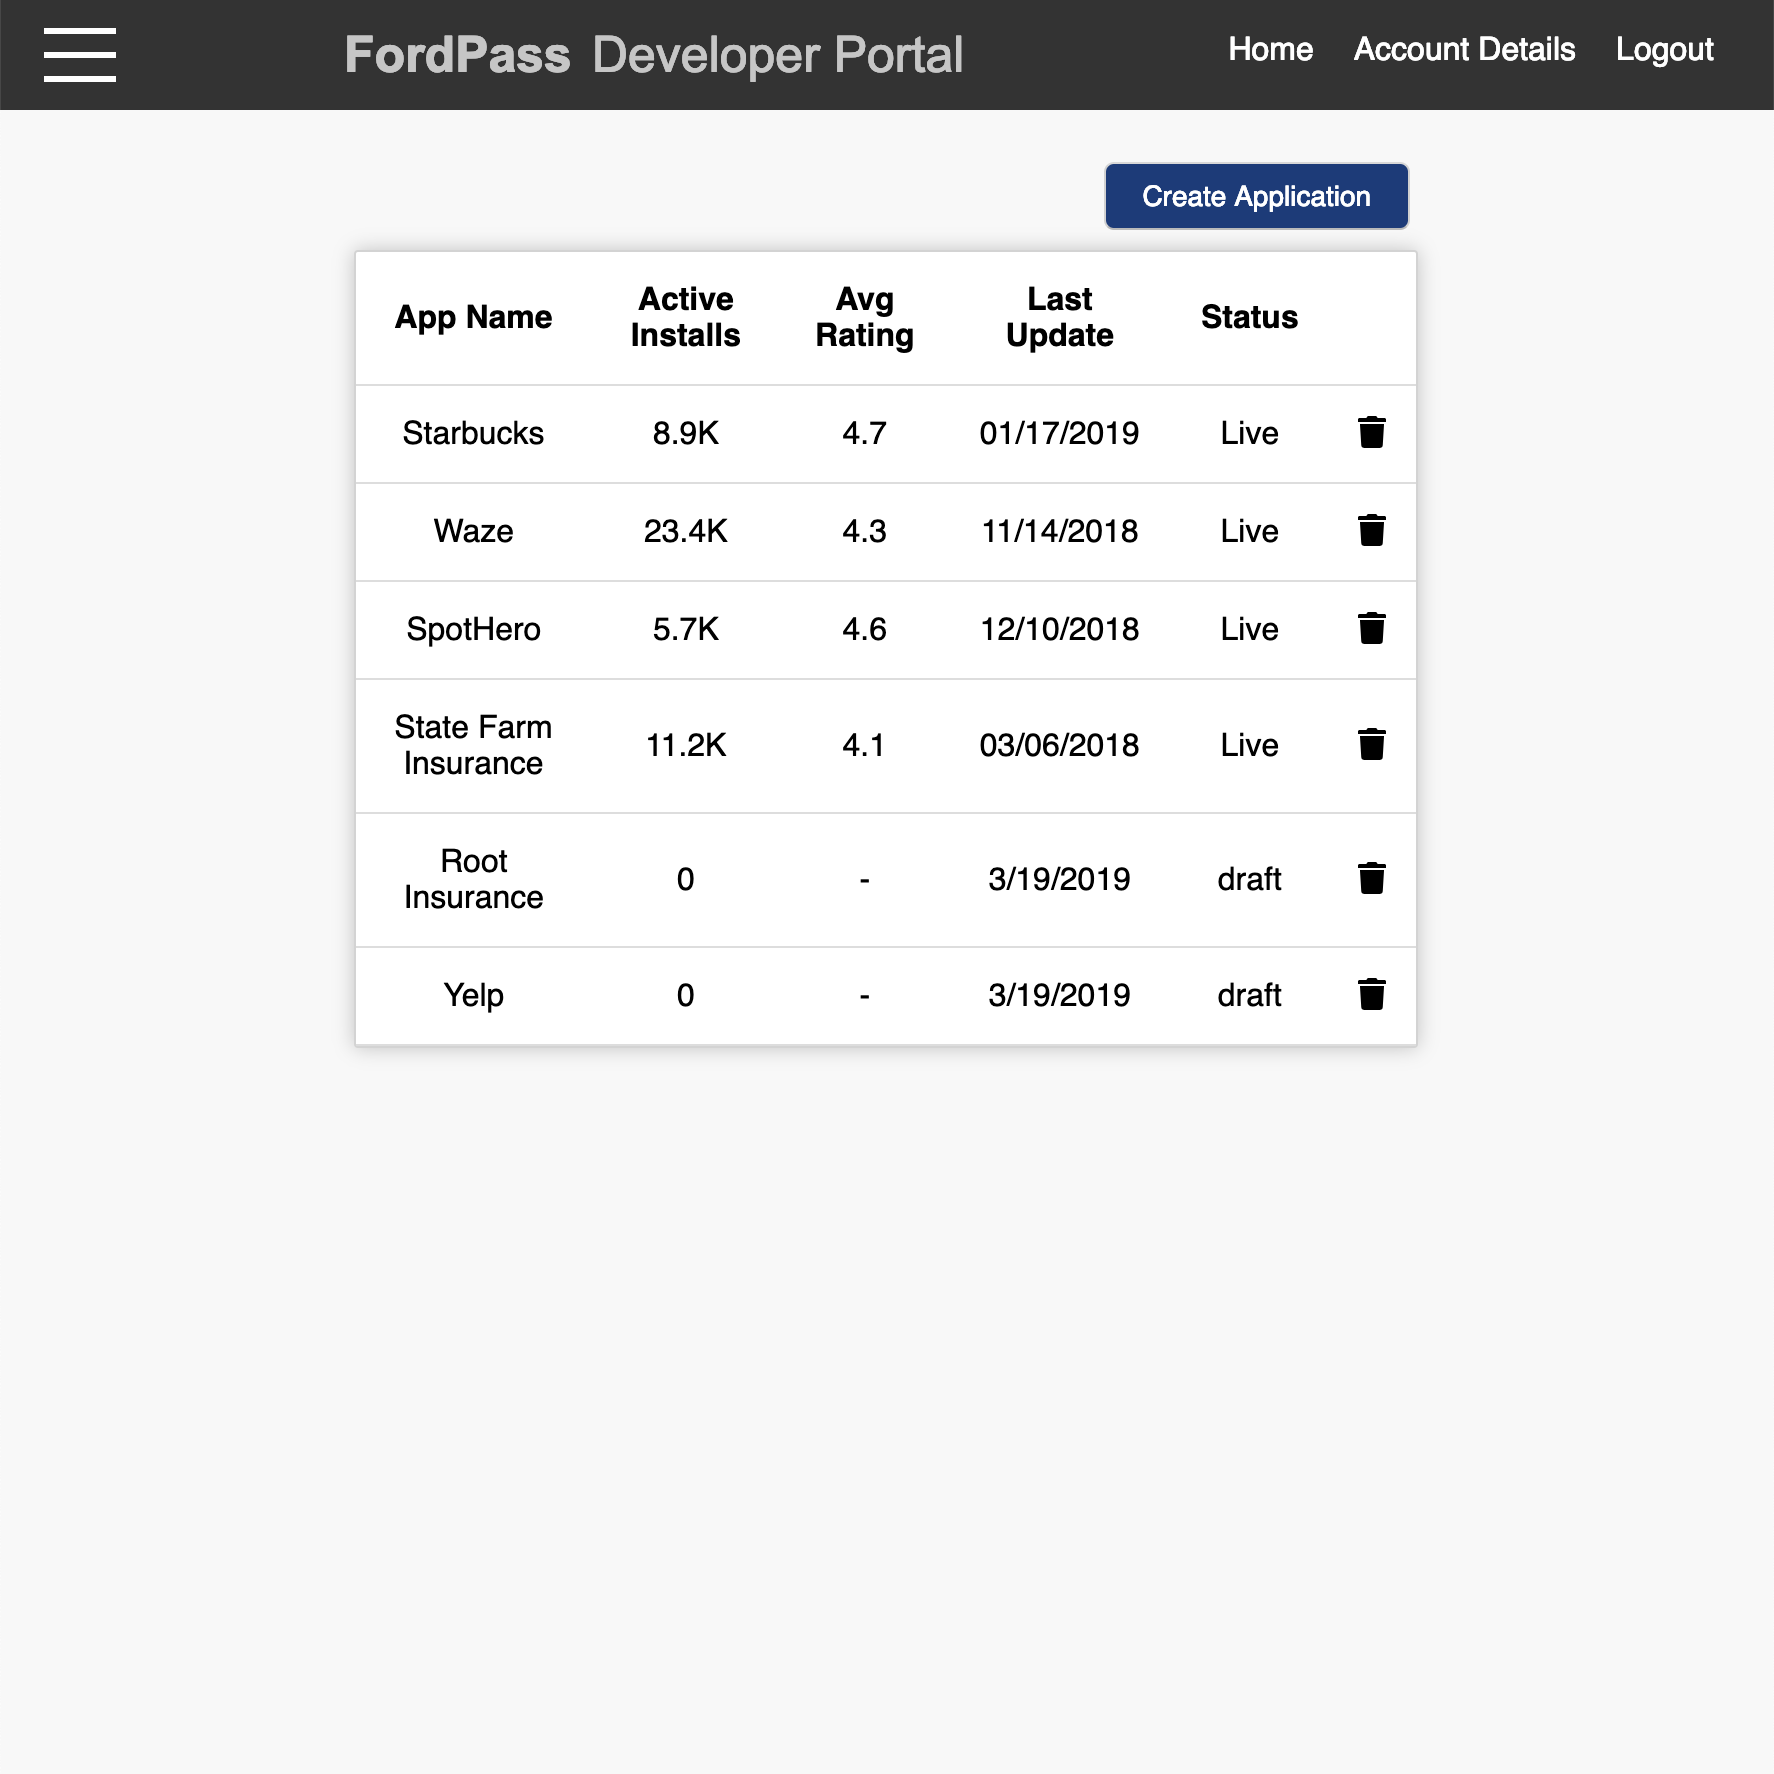 FordPass Developer Portal Home Account Details Logout
Create Application
App Name Active Installs Avg Rating Last Update Status
Starbucks 8.9K 4.7 01/17/2019 Live
Waze 23.4K 4.3 11/14/2018 Live
SpotHero 5.7K 4.6 12/10/2018 Live
State Farm Insurance 11.2K 4.1 03/06/2018 Live
Root Insurance 0 - 3/19/2019 draft
Yelp 0 - 3/19/2019 draft